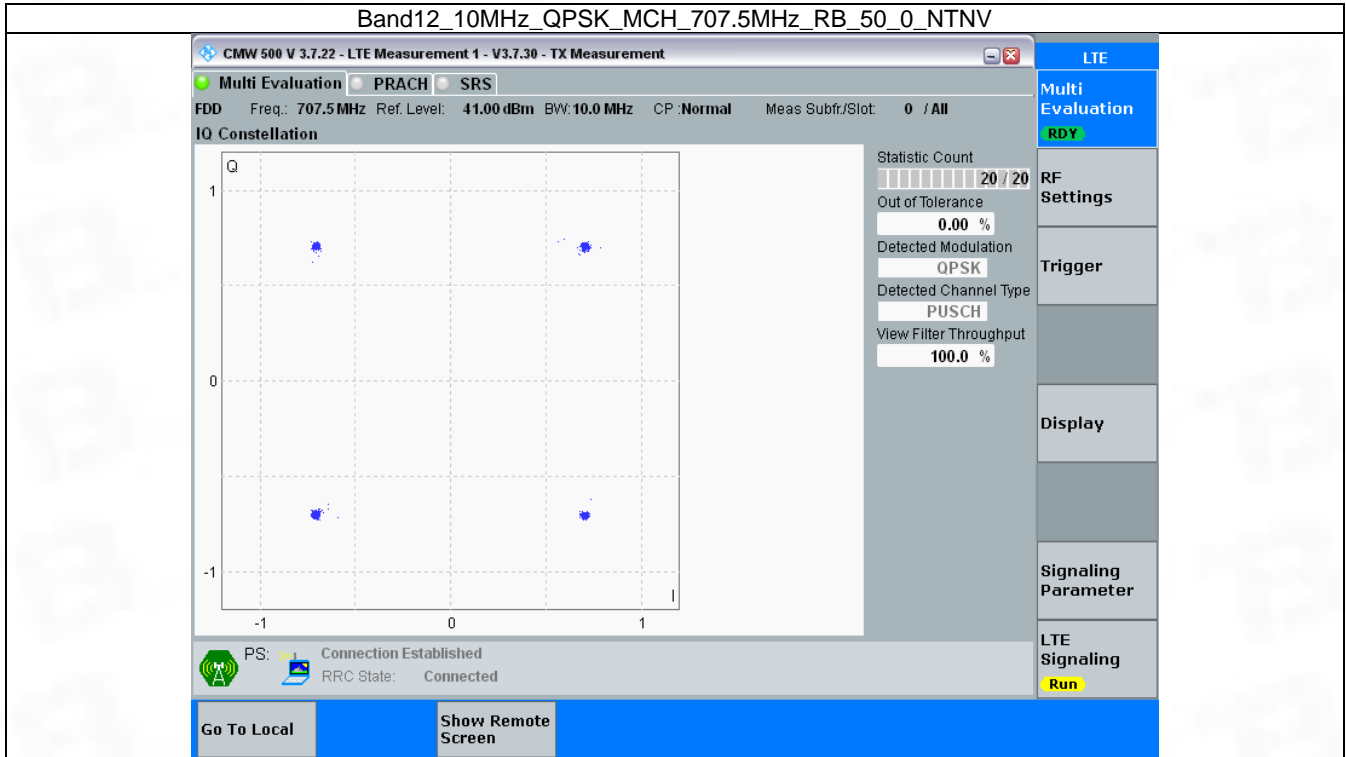 Band12_10MHz_QPSK_MCH_707.5MHz_RB_50_0_NTNV
CMW 500 V 3.7.22 - LTE Measurement 1 - V3.7.30 - TX Measurement
LTE
Multi Evaluation PRACH SRS
Multi
Evaluation
RDY
FDD Freq.: 707.5 MHz Ref. Level: 41.00 dBm BW: 10.0 MHz CP :Normal Meas Subfr./Slot: 0 / All
IQ Constellation
Q
1
0
-1
I
-1 0 1
Statistic Count
20 / 20
Out of Tolerance
0.00 %
Detected Modulation
QPSK
Detected Channel Type
PUSCH
View Filter Throughput
100.0 %
RF
Settings
Trigger
Display
Signaling
Parameter
LTE
Signaling
Run
PS: Connection Established
RRC State: Connected
Go To Local
Show Remote
Screen